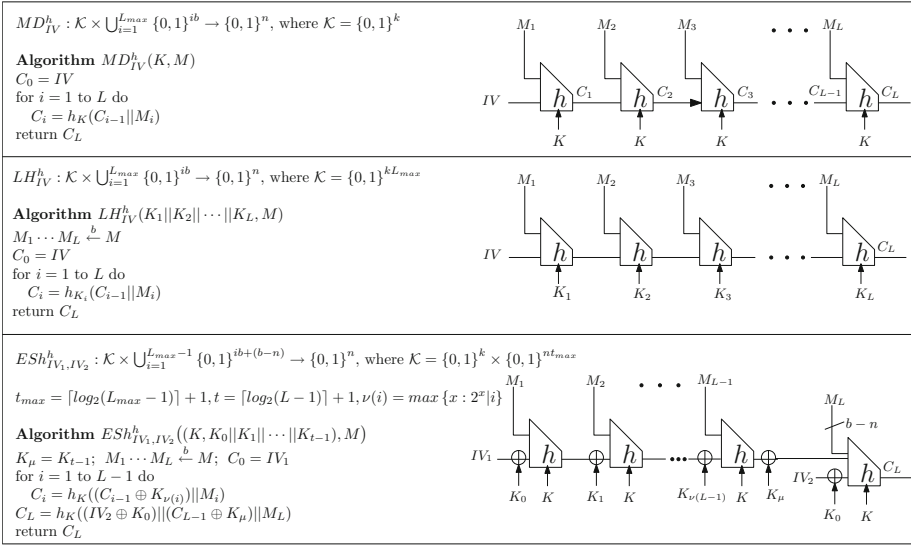 MD^h_{IV} : 𝒦 × ⋃_{i=1}^{L_{max}} {0,1}^{ib} → {0,1}^n, where 𝒦 = {0,1}^k
Algorithm MD^h_{IV}(K, M)
C_0 = IV
for i = 1 to L do
C_i = h_K(C_{i−1}||M_i)
return C_L
M_1 M_2 M_3 • • • M_L
IV h C_1 h C_2 h C_3 • • • C_{L−1} h C_L
K K K K
LH^h_{IV} : 𝒦 × ⋃_{i=1}^{L_{max}} {0,1}^{ib} → {0,1}^n, where 𝒦 = {0,1}^{kL_{max}}
Algorithm LH^h_{IV}(K_1||K_2|| · · · ||K_L, M)
M_1 · · · M_L ←^b M
C_0 = IV
for i = 1 to L do
C_i = h_{K_i}(C_{i−1}||M_i)
return C_L
M_1 M_2 M_3 • • • M_L
IV h h h • • • h C_L
K_1 K_2 K_3 K_L
ESh^h_{IV_1,IV_2} : 𝒦 × ⋃_{i=1}^{L_{max}−1} {0,1}^{ib+(b−n)} → {0,1}^n, where 𝒦 = {0,1}^k × {0,1}^{nt_{max}}
t_{max} = ⌈log_2(L_{max} − 1)⌉ + 1, t = ⌈log_2(L − 1)⌉ + 1, ν(i) = max {x : 2^x|i}
Algorithm ESh^h_{IV_1,IV_2}((K, K_0||K_1|| · · · ||K_{t−1}), M)
K_μ = K_{t−1}; M_1 · · · M_L ←^b M; C_0 = IV_1
for i = 1 to L − 1 do
C_i = h_K((C_{i−1} ⊕ K_{ν(i)})||M_i)
C_L = h_K((IV_2 ⊕ K_0)||(C_{L−1} ⊕ K_μ)||M_L)
return C_L
M_1 M_2 • • • M_{L−1}
M_L
b − n
IV_1 h h ••• h
IV_2 h C_L
K_0 K K_1 K K_{ν(L−1)} K K_μ
K_0 K